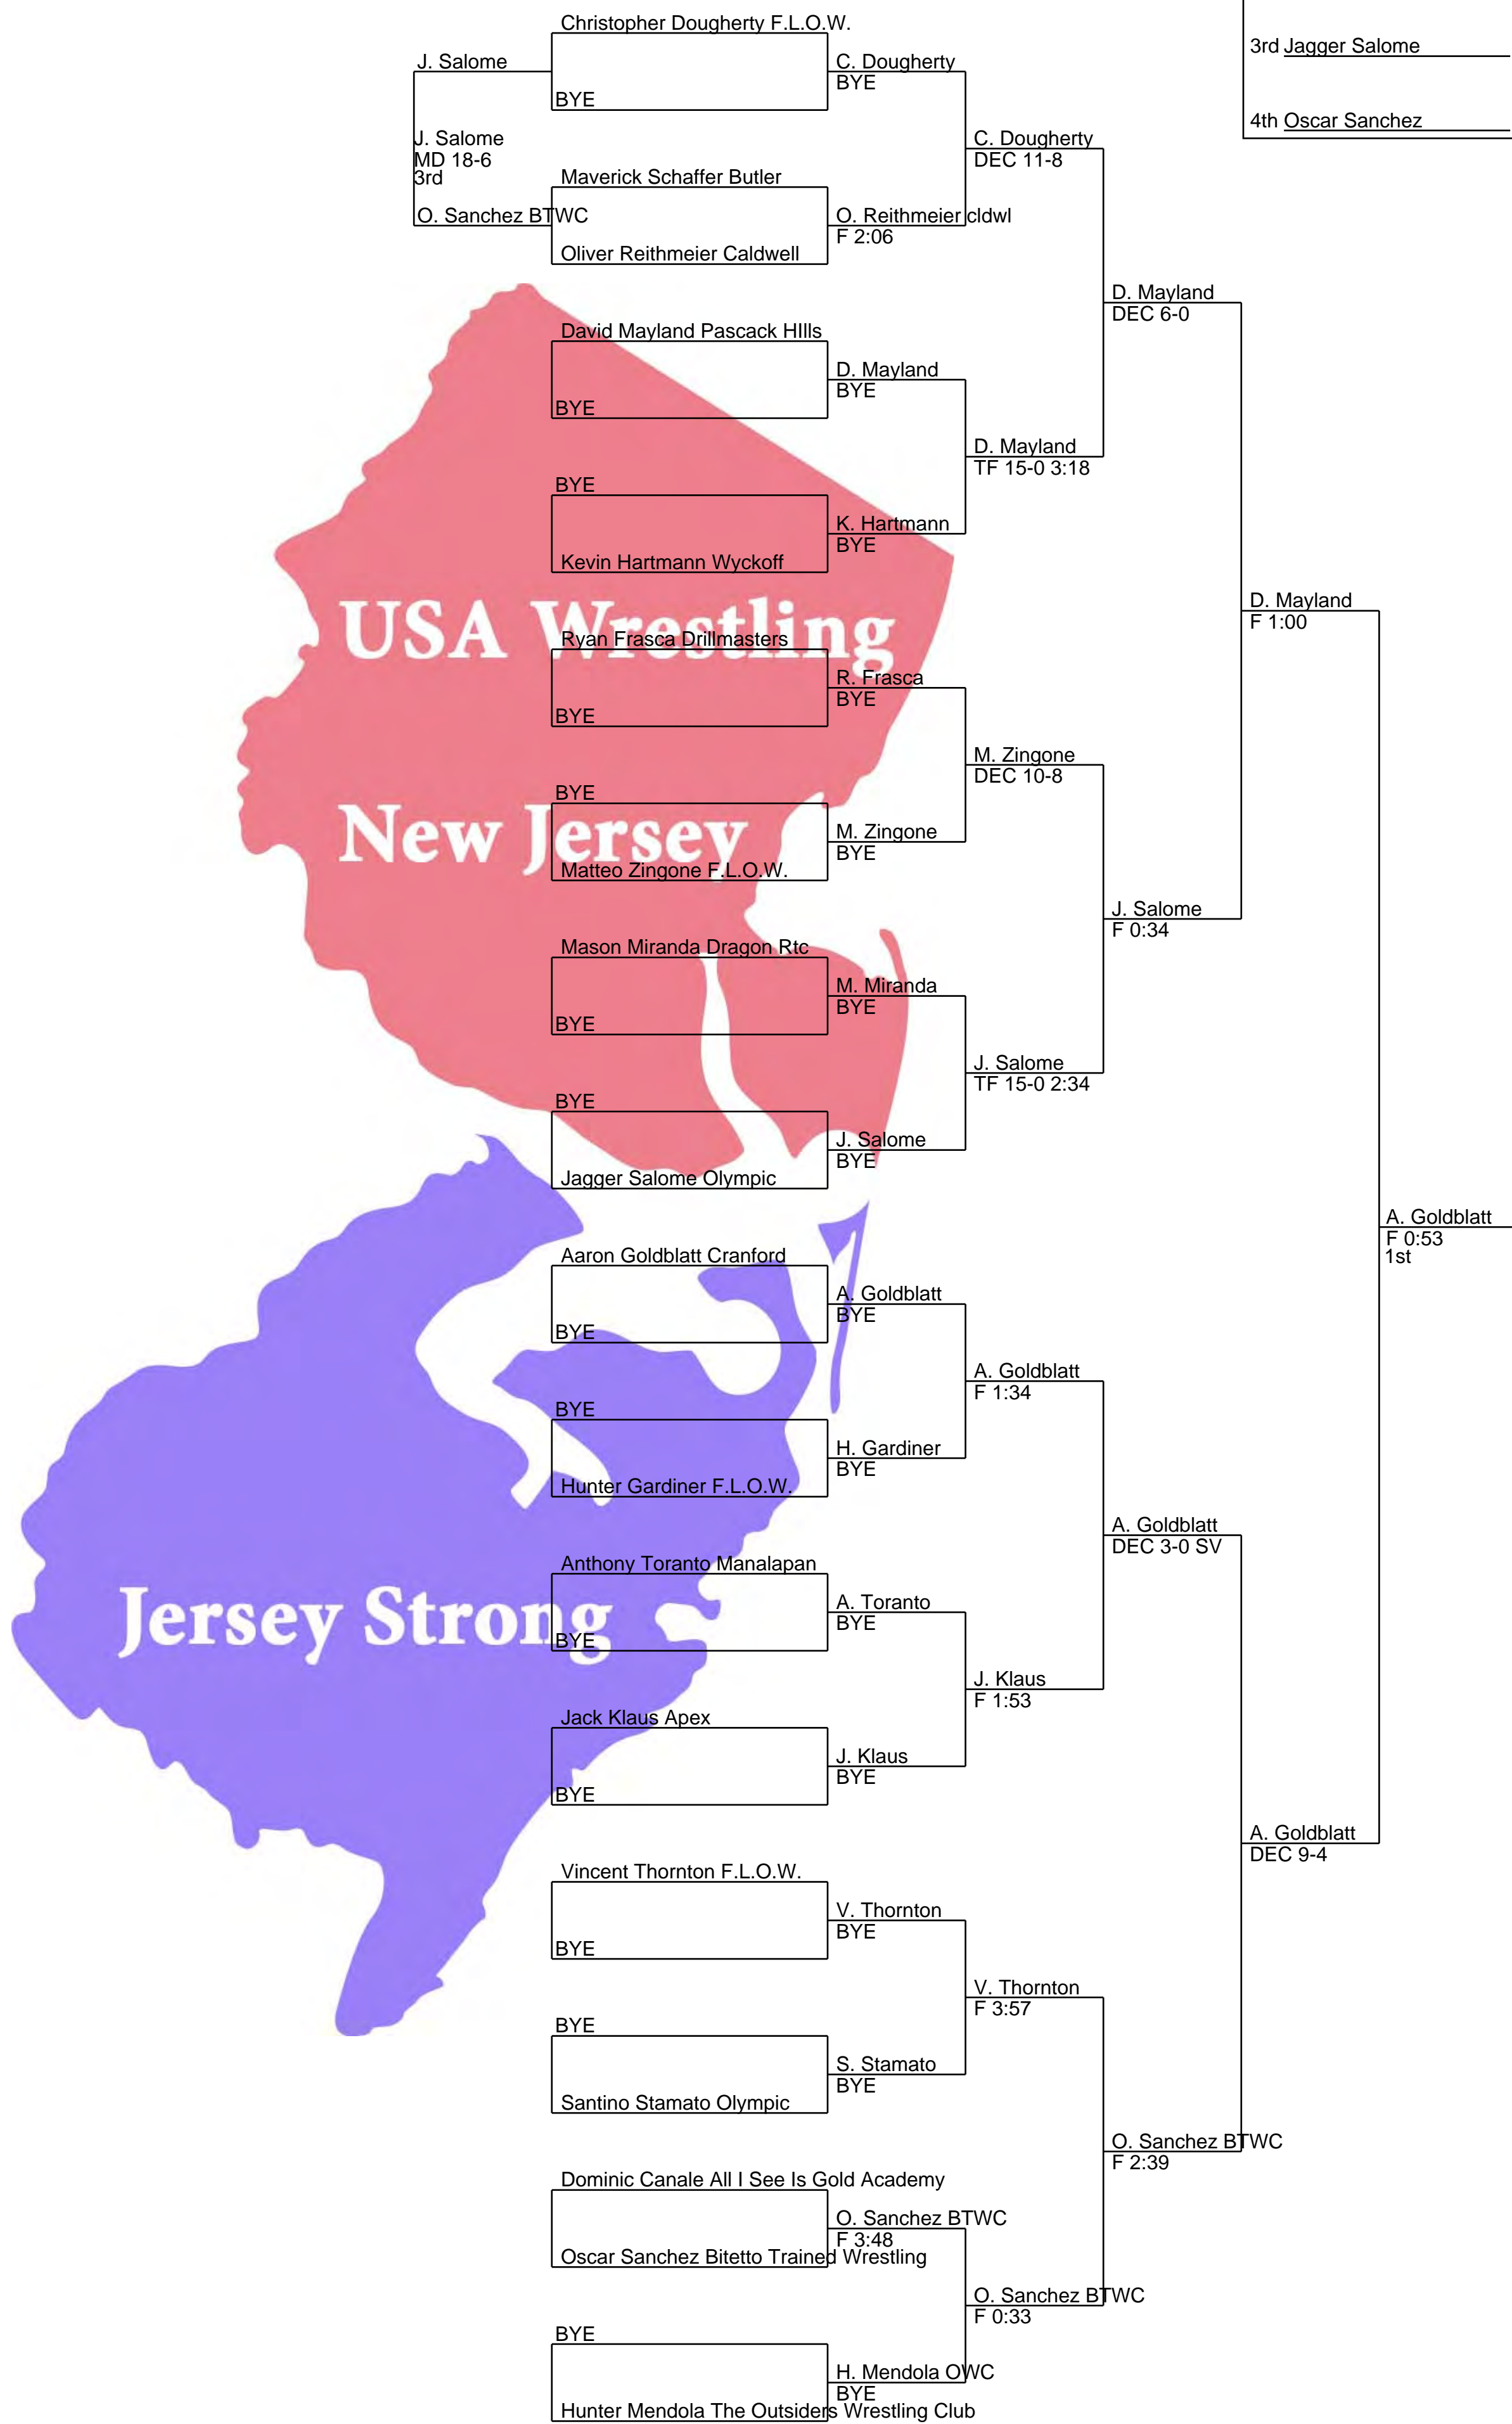 Christopher Dougherty F.L.O.W.
3rd Jagger Salome
J. Salome
C. Dougherty
BYE
BYE
4th Oscar Sanchez
J. Salome
MD 18-6
3rd
C. Dougherty
DEC 11-8
Maverick Schaffer Butler
O. Sanchez BTWC
O. Reithmeier cldwl
F 2:06
Oliver Reithmeier Caldwell
D. Mayland
DEC 6-0
David Mayland Pascack HIlls
D. Mayland
BYE
BYE
D. Mayland
TF 15-0 3:18
BYE
K. Hartmann
BYE
Kevin Hartmann Wyckoff
D. Mayland
F 1:00
USA Wrestling
Ryan Frasca Drillmasters
R. Frasca
BYE
BYE
M. Zingone
DEC 10-8
BYE
New Jersey
M. Zingone
BYE
Matteo Zingone F.L.O.W.
J. Salome
F 0:34
Mason Miranda Dragon Rtc
M. Miranda
BYE
BYE
J. Salome
TF 15-0 2:34
BYE
J. Salome
BYE
Jagger Salome Olympic
A. Goldblatt
F 0:53
1st
Aaron Goldblatt Cranford
A. Goldblatt
BYE
BYE
A. Goldblatt
F 1:34
BYE
H. Gardiner
BYE
Hunter Gardiner F.L.O.W.
A. Goldblatt
DEC 3-0 SV
Anthony Toranto Manalapan
A. Toranto
BYE
Jersey Strong
BYE
J. Klaus
F 1:53
Jack Klaus Apex
J. Klaus
BYE
BYE
A. Goldblatt
DEC 9-4
Vincent Thornton F.L.O.W.
V. Thornton
BYE
BYE
V. Thornton
F 3:57
BYE
S. Stamato
BYE
Santino Stamato Olympic
O. Sanchez BTWC
F 2:39
Dominic Canale All I See Is Gold Academy
O. Sanchez BTWC
F 3:48
Oscar Sanchez Bitetto Trained Wrestling
O. Sanchez BTWC
F 0:33
BYE
H. Mendola OWC
BYE
Hunter Mendola The Outsiders Wrestling Club